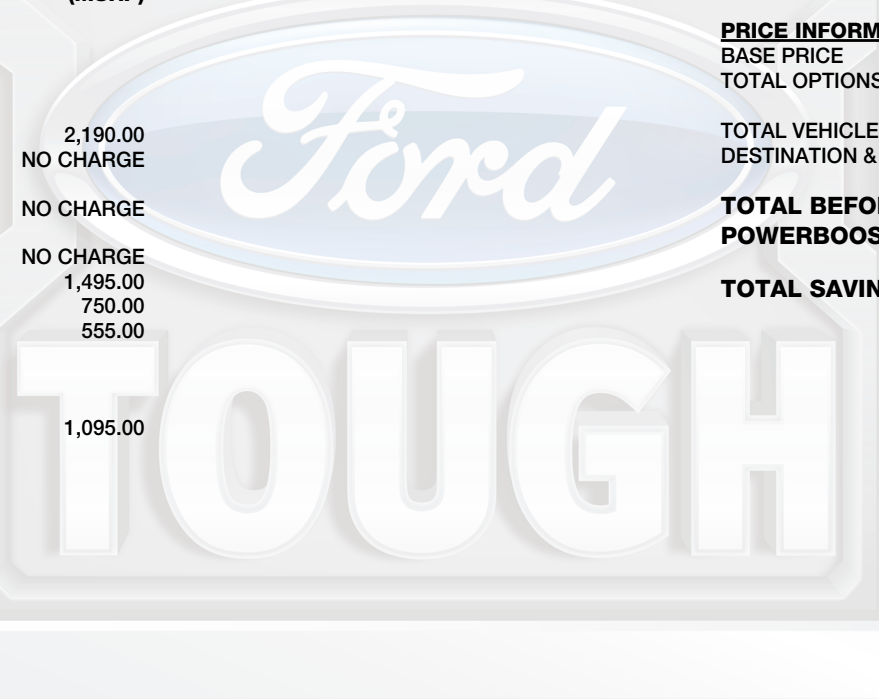 PRICE INFORM
BASE PRICE
TOTAL OPTIONS
2,190.00
NO CHARGE
NO CHARGE
NO CHARGE
1,495.00
750.00
555.00
1,095.00
TOTAL VEHICLE
DESTINATION &
TOTAL BEFO
POWERBOOS
TOTAL SAVIN
Ford
TOUGH